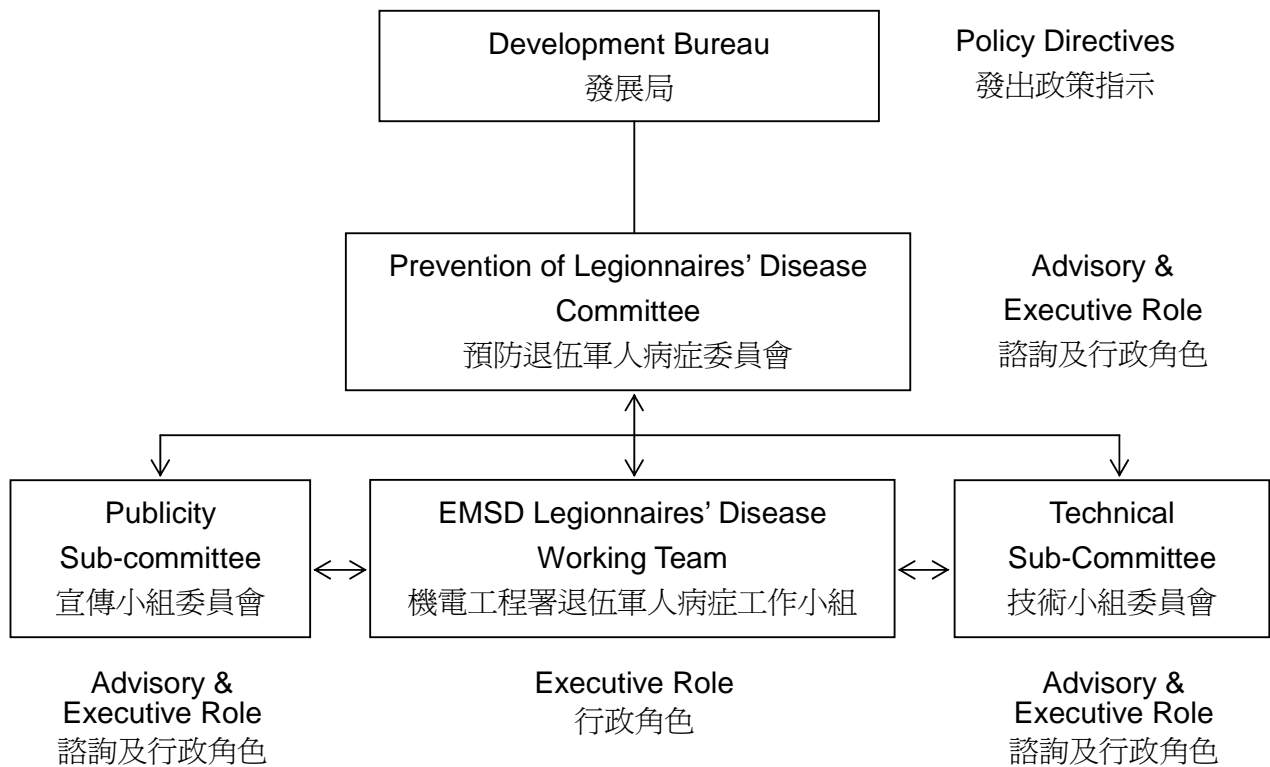 Development Bureau
發展局
Policy Directives
發出政策指示
Prevention of Legionnaires’ Disease
Committee
預防退伍軍人病症委員會
Advisory &
Executive Role
諮詢及行政角色
Publicity
Sub-committee
宣傳小組委員會
EMSD Legionnaires’ Disease
Working Team
機電工程署退伍軍人病症工作小組
Technical
Sub-Committee
技術小組委員會
Advisory &
Executive Role
諮詢及行政角色
Executive Role
行政角色
Advisory &
Executive Role
諮詢及行政角色